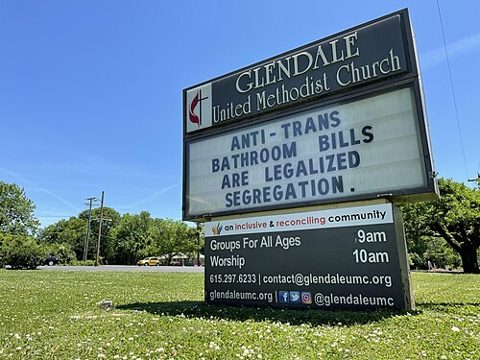 GLENDALE
United Methodist Church
ANTI-TRANS
BATHROOM BILLS
ARE LEGALIZED
SEGREGATION.
an inclusive & reconciling community
Groups For All Ages 9am
Worship 10am
615.297.6233 | contact@glendaleumc.org
glendaleumc.org | @glendaleumc